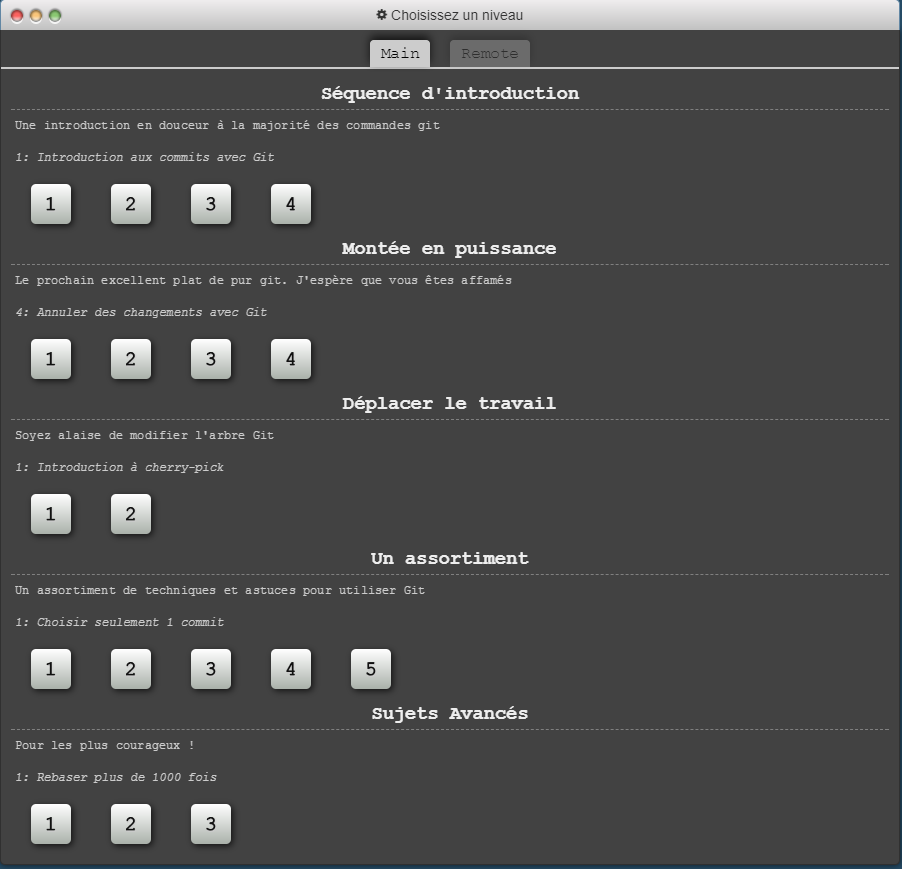 Choisissez un niveau
Main Remote
Séquence d'introduction
Une introduction en douceur à la majorité des commandes git
1: Introduction aux commits avec Git
1 2 3 4
Montée en puissance
Le prochain excellent plat de pur git. J'espère que vous êtes affamés
4: Annuler des changements avec Git
1 2 3 4
Déplacer le travail
Soyez alaise de modifier l'arbre Git
1: Introduction à cherry-pick
1 2
Un assortiment
Un assortiment de techniques et astuces pour utiliser Git
1: Choisir seulement 1 commit
1 2 3 4 5
Sujets Avancés
Pour les plus courageux !
1: Rebaser plus de 1000 fois
1 2 3